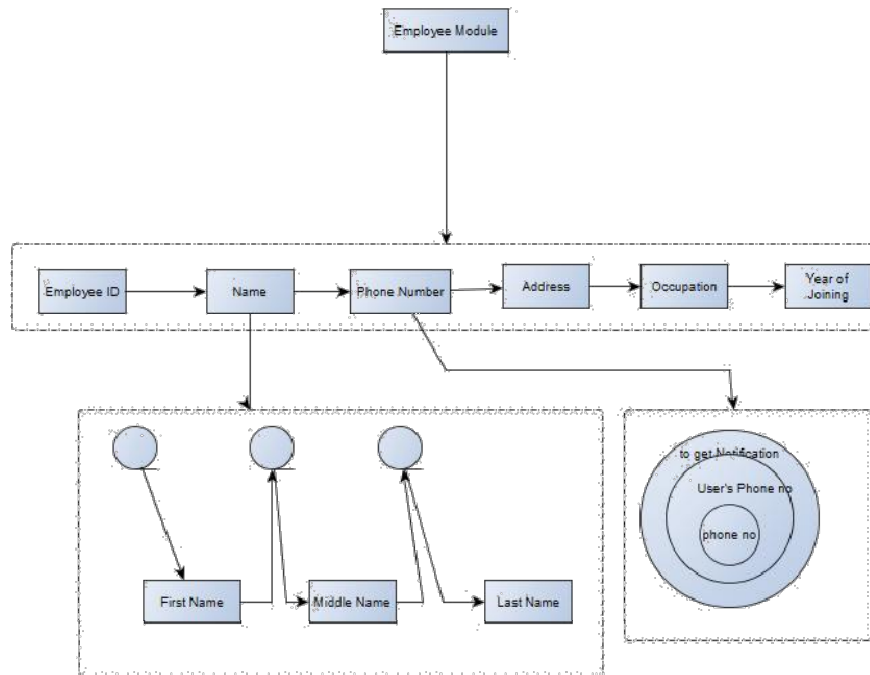 Employee Module
Employee ID
Name
Phone Number
Address
Occupation
Year of
Joining
to get Notification
User's Phone no
phone no
First Name
Middle Name
Last Name